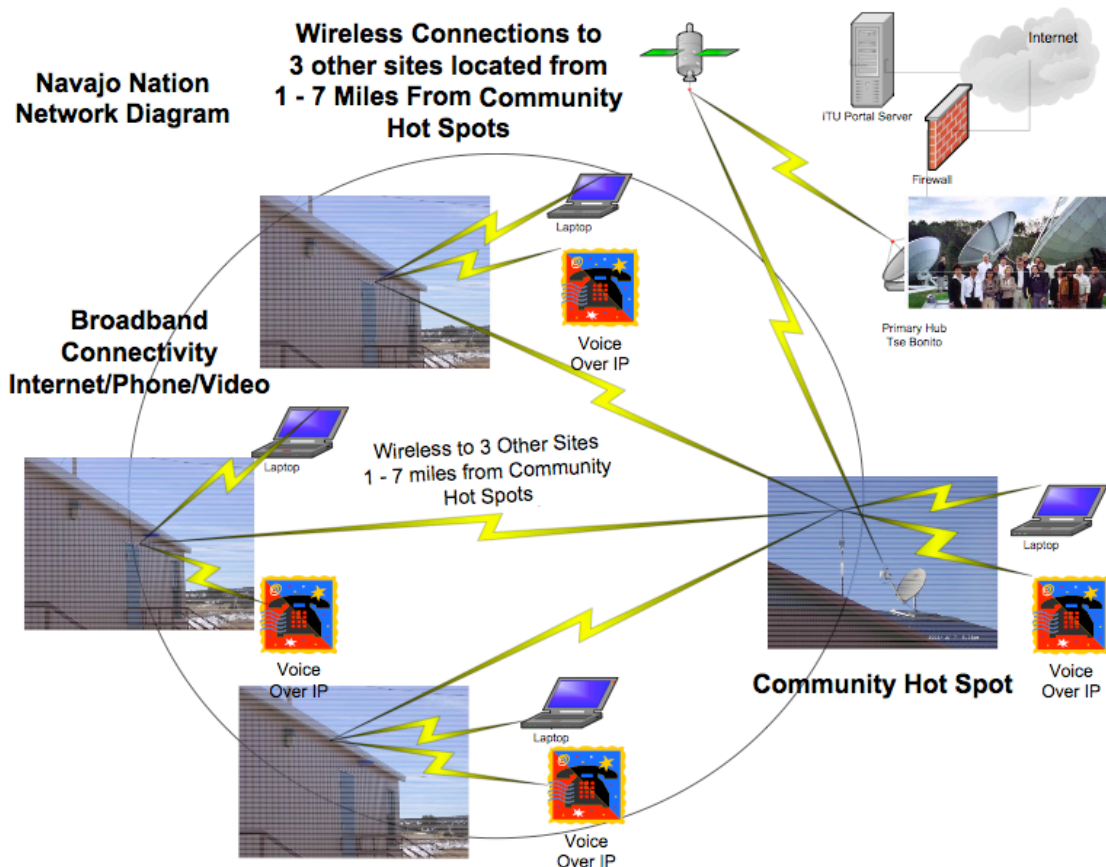 Navajo Nation
Network Diagram
Wireless Connections to
3 other sites located from
1 - 7 Miles From Community
Hot Spots
Internet
iTU Portal Server
Firewall
Primary Hub
Tse Bonito
Laptop
Voice
Over IP
Broadband
Connectivity
Internet/Phone/Video
Laptop
Wireless to 3 Other Sites
1 - 7 miles from Community
Hot Spots
Voice
Over IP
Laptop
Voice
Over IP
Community Hot Spot
Laptop
Voice
Over IP